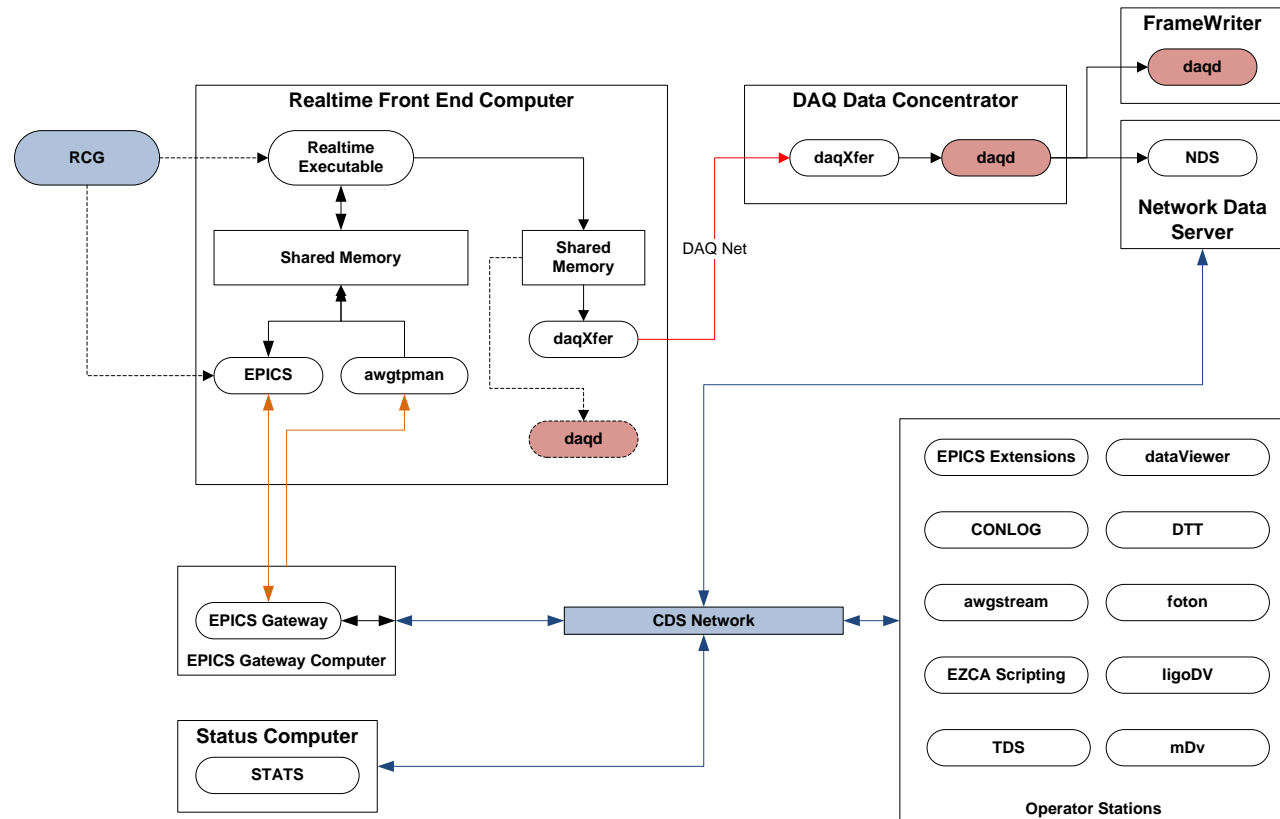 FrameWriter
daqd
Realtime Front End Computer
DAQ Data Concentrator
RCG
Realtime
Executable
daqXfer
daqd
NDS
Network Data
Server
Shared Memory
Shared
Memory
DAQ Net
daqXfer
EPICS
awgtpman
daqd
EPICS Extensions
dataViewer
CONLOG
DTT
EPICS Gateway
EPICS Gateway Computer
CDS Network
awgstream
foton
EZCA Scripting
ligoDV
Status Computer
STATS
TDS
mDv
Operator Stations